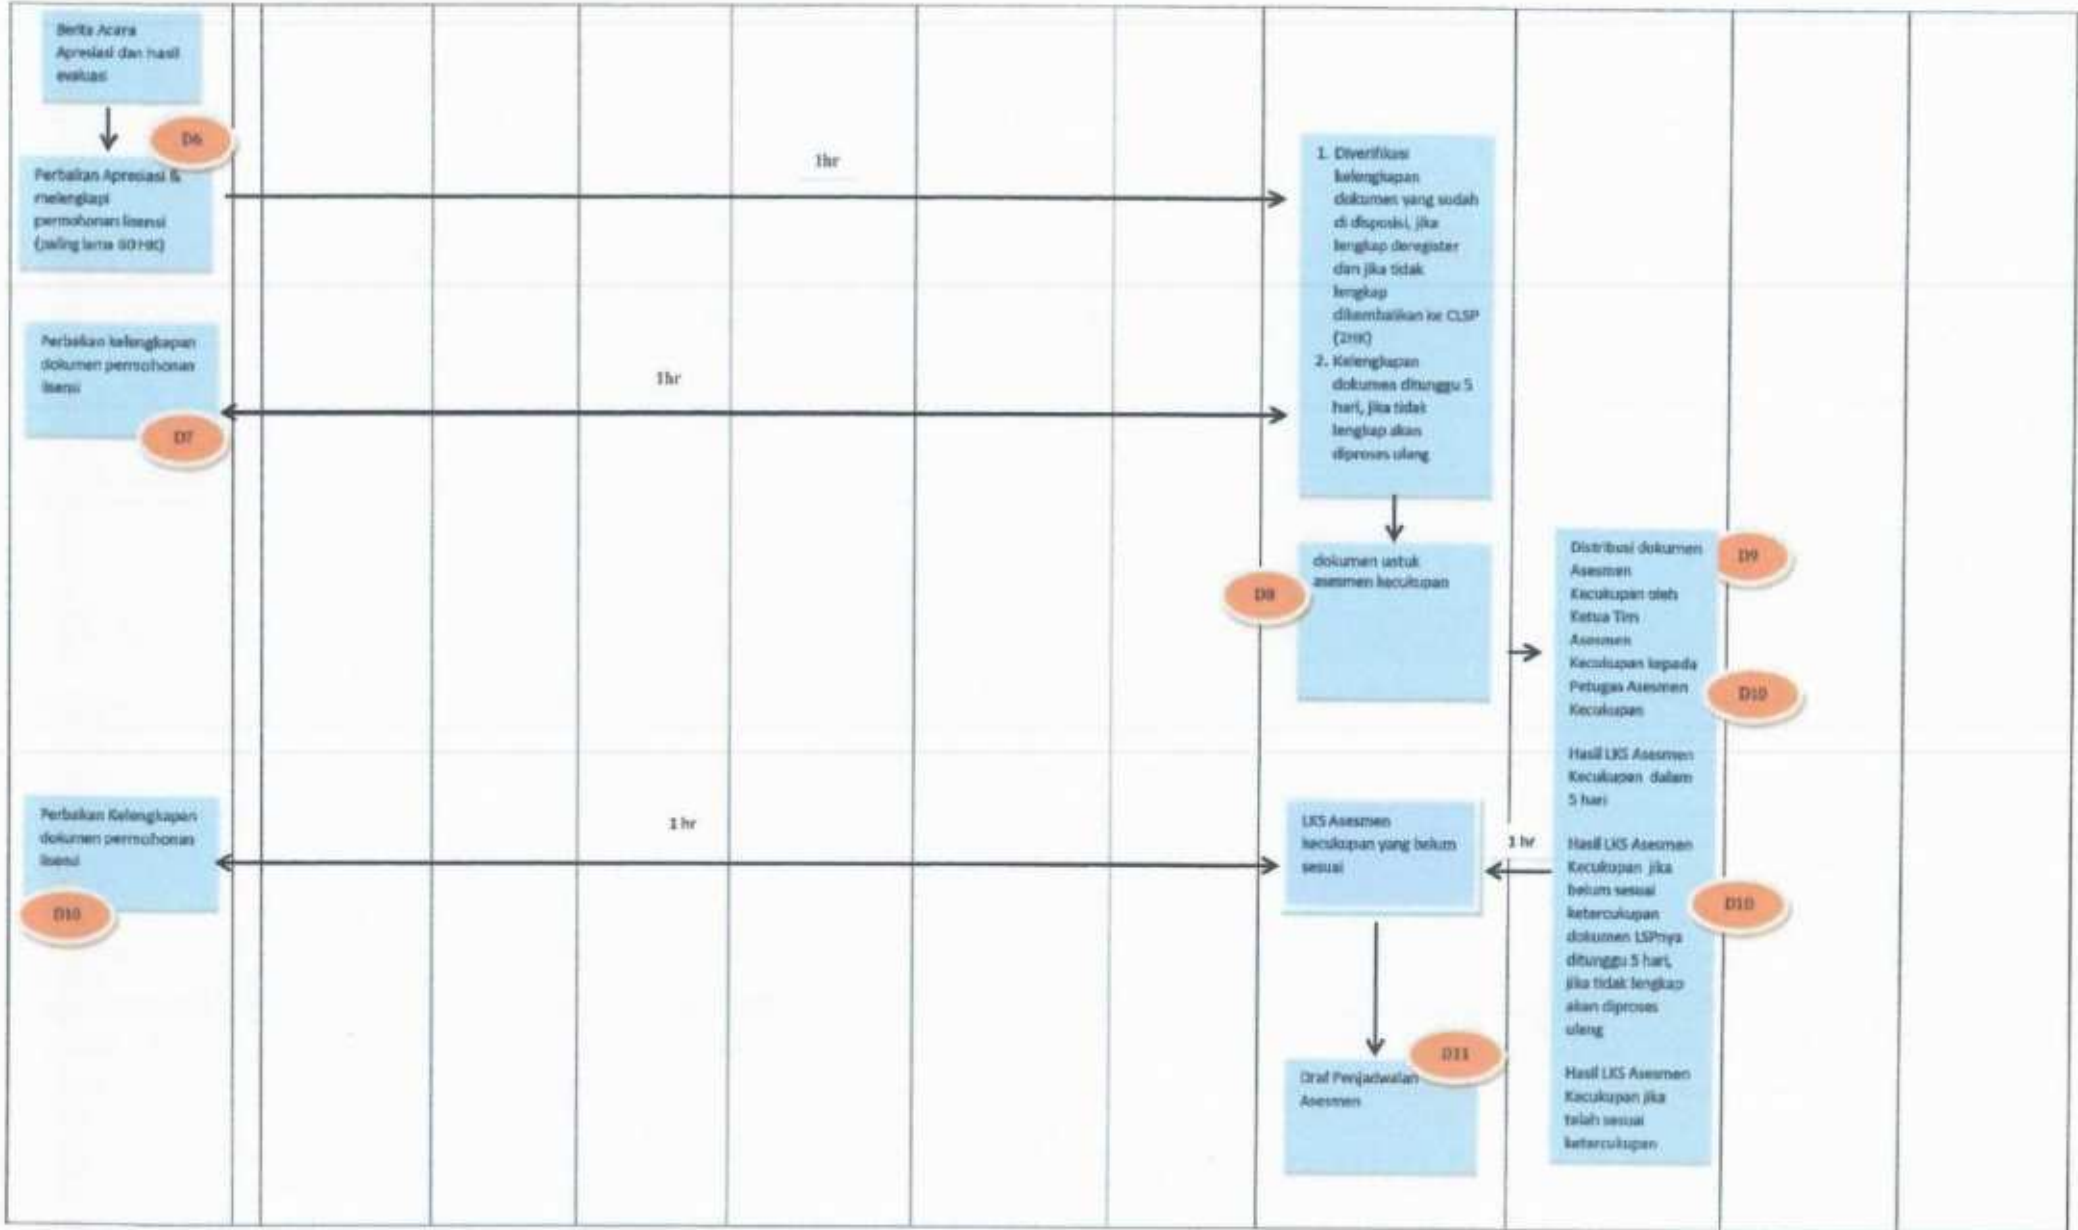 Berita Acara
Apresiasi dan hasil
evaluasi
D6
Perbaikan Apresiasi &
melengkapi
permohonan lisensi
(paling lama 60 HK)
1hr
1. Diverifikasi
kelengkapan
dokumen yang sudah
di disposisi, jika
lengkap deregister
dan jika tidak
lengkap
dikembalikan ke CLSP
(2HK)
2. Kelengkapan
dokumen ditunggu 5
hari, jika tidak
lengkap akan
diproses ulang
Perbaikan kelengkapan
dokumen permohonan
lisensi
D7
1hr
dokumen untuk
asesmen kecukupan
D8
Distribusi dokumen
Asesmen
Kecukupan oleh
Ketua Tim
Asesmen
Kecukupan kepada
Petugas Asesmen
Kecukupan
D9
D10
Hasil LKS Asesmen
Kecukupan dalam
5 hari
Hasil LKS Asesmen
Kecukupan jika
belum sesuai
ketercukupan
dokumen LSPnya
ditunggu 5 hari,
jika tidak lengkap
akan diproses
ulang
D10
Hasil LKS Asesmen
Kecukupan jika
telah sesuai
ketercukupan
Perbaikan Kelengkapan
dokumen permohonan
lisensi
D10
1 hr
LKS Asesmen
kecukupan yang belum
sesuai
1 hr
D11
Draf Penjadwalan
Asesmen